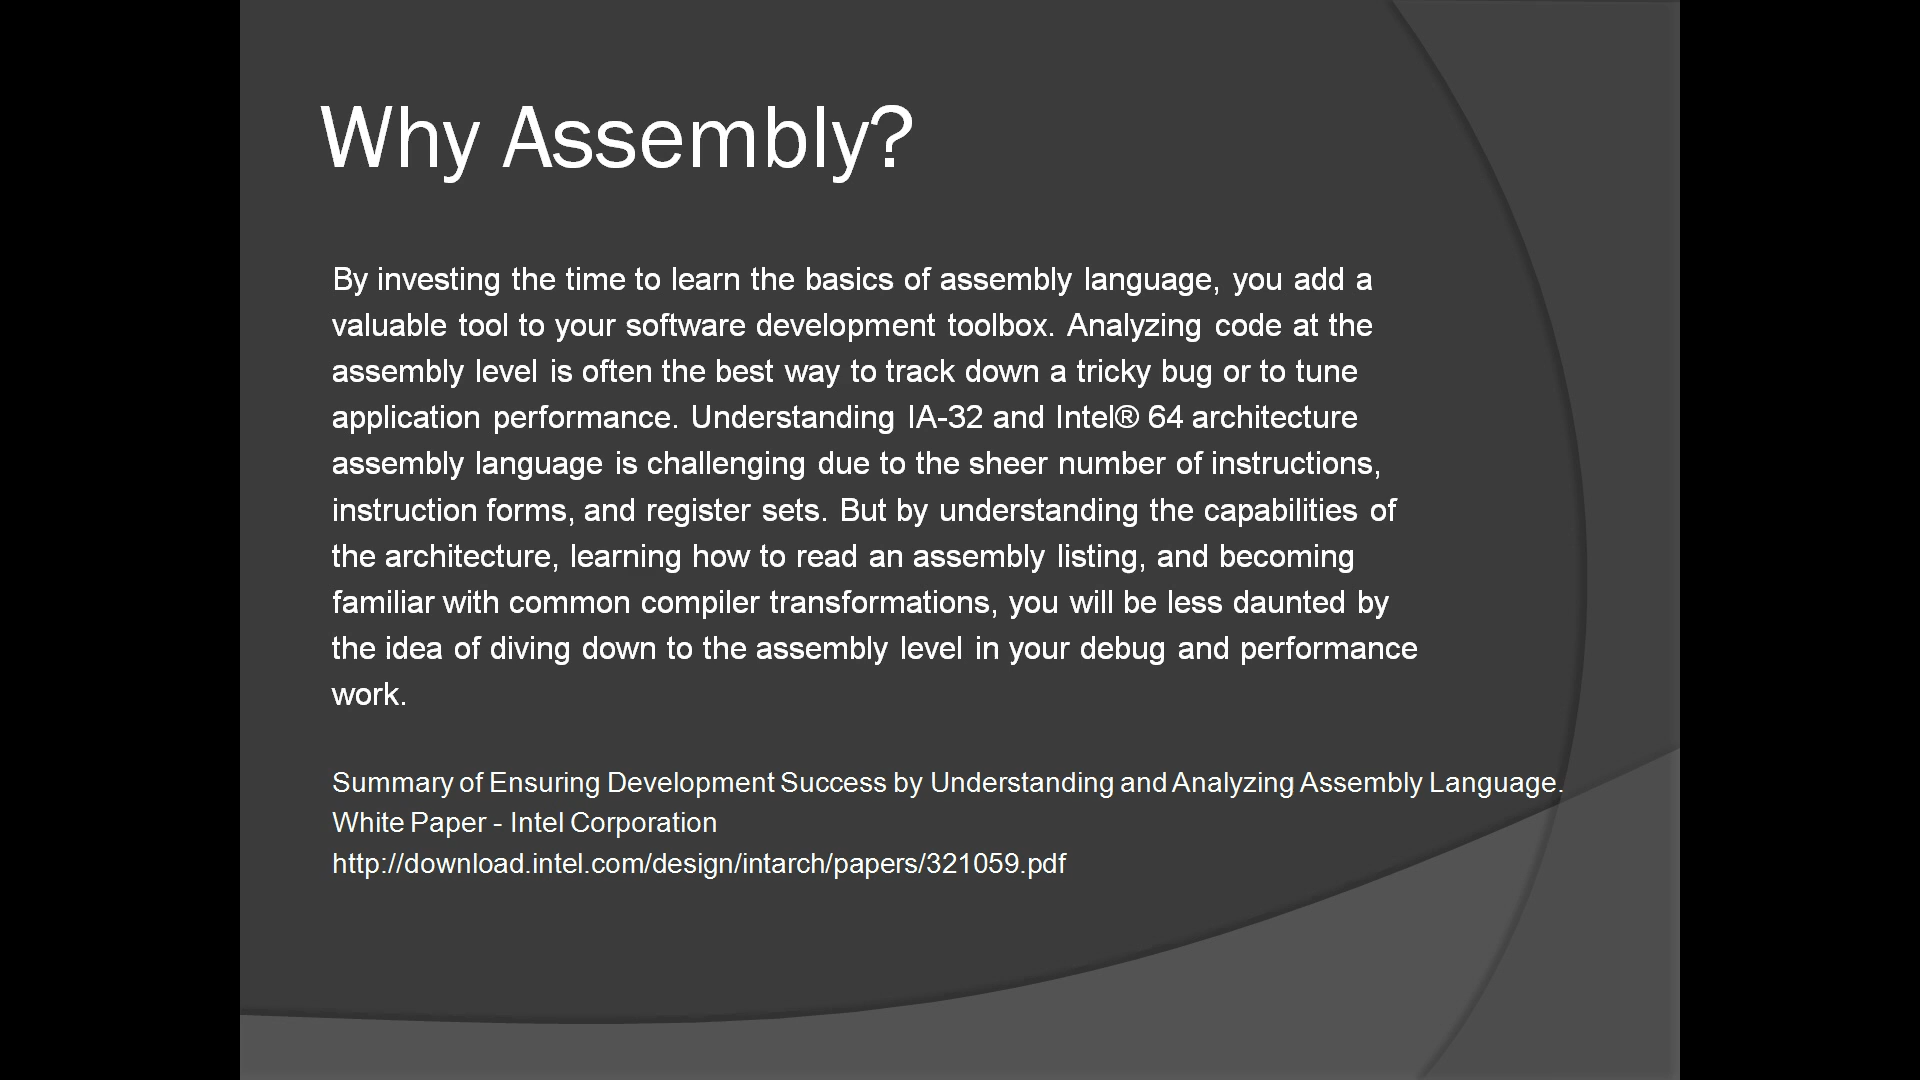 Why Assembly?
By investing the time to learn the basics of assembly language, you add a
valuable tool to your software development toolbox. Analyzing code at the
assembly level is often the best way to track down a tricky bug or to tune
application performance. Understanding IA-32 and Intel® 64 architecture
assembly language is challenging due to the sheer number of instructions,
instruction forms, and register sets. But by understanding the capabilities of
the architecture, learning how to read an assembly listing, and becoming
familiar with common compiler transformations, you will be less daunted by
the idea of diving down to the assembly level in your debug and performance
work.
Summary of Ensuring Development Success by Understanding and Analyzing Assembly Language.
White Paper - Intel Corporation
http://download.intel.com/design/intarch/papers/321059.pdf